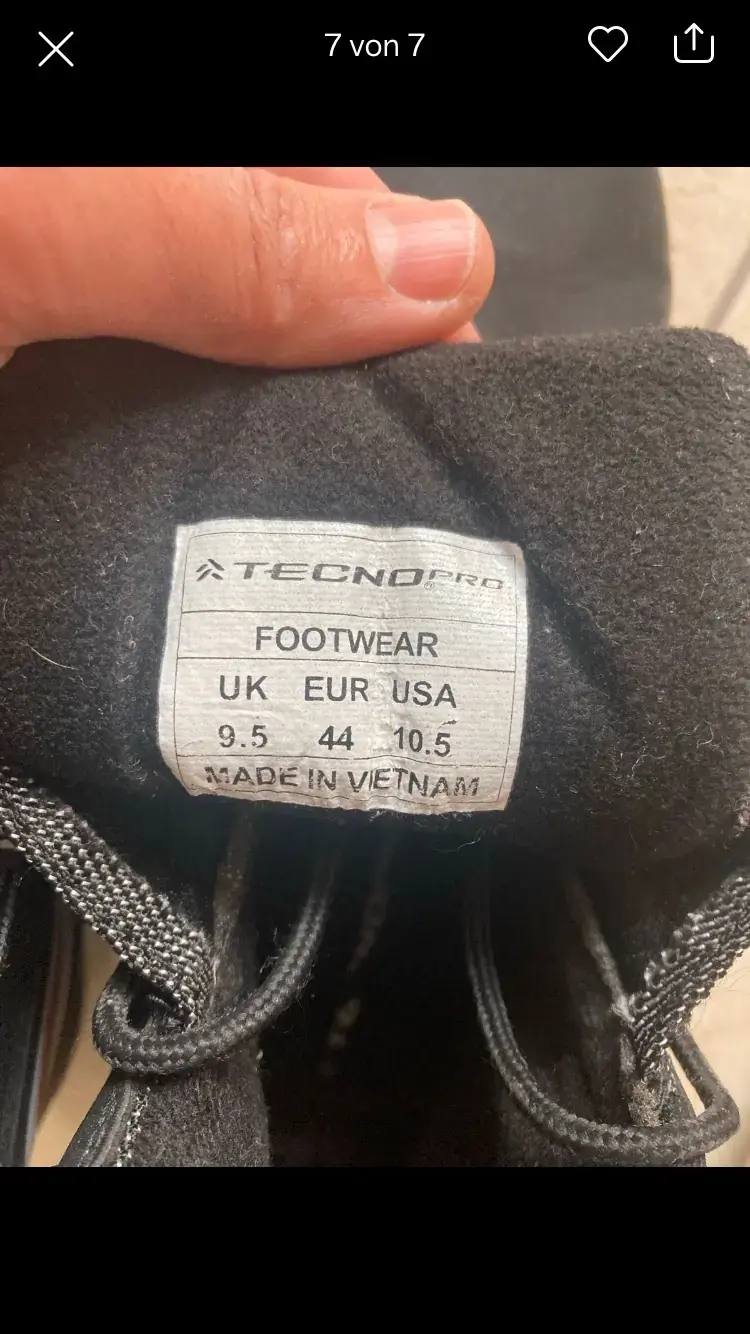 7 von 7
TECNOPRO®
FOOTWEAR
UK EUR USA
9.5 44 10.5
MADE IN VIETNAM